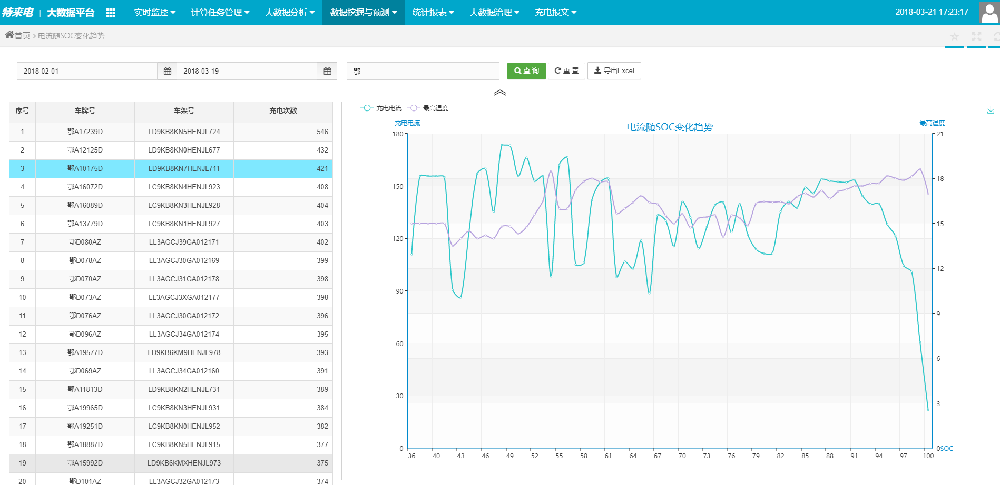 特来电 | 大数据平台 实时监控 计算任务管理 大数据分析 数据挖掘与预测 统计报表 大数据治理 充电报文 2018-03-21 17:23:17
首页 > 电流随SOC变化趋势
2018-02-01 2018-03-19 鄂 查询 重置 导出Excel
序号 车牌号 车架号 充电次数
1 鄂A17239D LD9KB8KN5HENJL724 546
2 鄂A12125D LD9KB8KN0HENJL677 432
3 鄂A10175D LD9KB8KN7HENJL711 421
4 鄂A16072D LC9KB8KN4HENJL923 408
5 鄂A16089D LC9KB8KN3HENJL928 404
6 鄂A13779D LC9KB8KN1HENJL927 403
7 鄂D080AZ LL3AGCJ39GA012171 402
8 鄂D078AZ LL3AGCJ30GA012169 399
9 鄂D070AZ LL3AGCJ31GA012178 398
10 鄂D073AZ LL3AGCJ3XGA012177 398
11 鄂D076AZ LL3AGCJ30GA012172 396
12 鄂D096AZ LL3AGCJ34GA012174 395
13 鄂A19577D LD9KB6KM9HENJL978 393
14 鄂D069AZ LL3AGCJ34GA012160 391
15 鄂A11813D LD9KB8KN2HENJL731 389
16 鄂A19965D LC9KB8KN3HENJL931 384
17 鄂A19251D LC9KB8KN0HENJL952 382
18 鄂A18887D LC9KB8KN5HENJL915 377
19 鄂A15992D LD9KB6KMXHENJL973 375
20 鄂D101AZ LL3AGCJ32GA012173 374
充电电流 最高温度
充电电流 电流随SOC变化趋势 最高温度
180 21
150 18
120 15
90 12
60 9
30 6
0 3
0 SOC
36 40 43 46 49 52 55 58 61 64 67 70 73 76 79 82 85 88 91 94 97 100